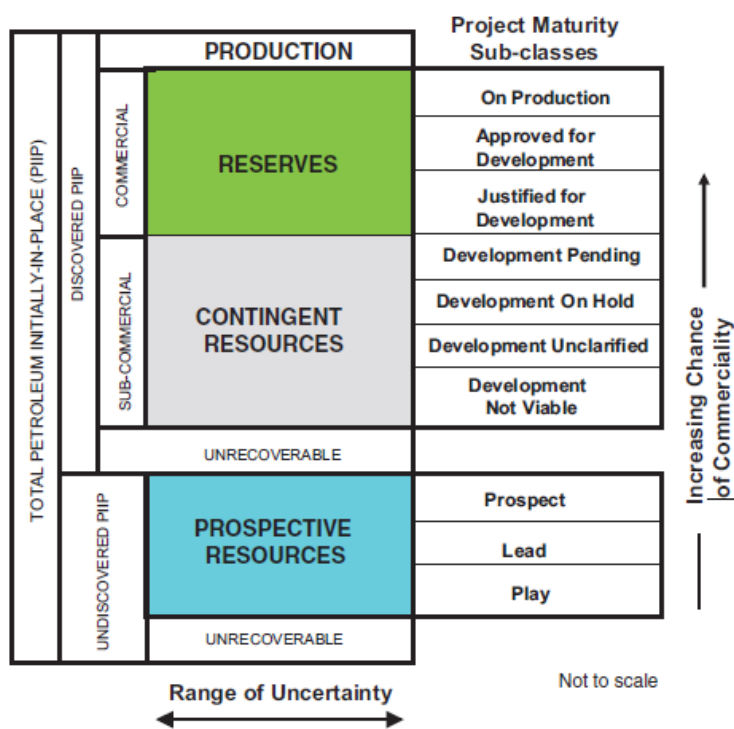 Project Maturity
Sub-classes
PRODUCTION
TOTAL PETROLEUM INITIALLY-IN-PLACE (PIIP)
DISCOVERED PIIP
COMMERCIAL
RESERVES
On Production
Approved for
Development
Justified for
Development
SUB-COMMERCIAL
CONTINGENT
RESOURCES
Development Pending
Development On Hold
Development Unclarified
Development
Not Viable
UNRECOVERABLE
UNDISCOVERED PIIP
PROSPECTIVE
RESOURCES
Prospect
Lead
Play
UNRECOVERABLE
Increasing Chance
of Commerciality
Not to scale
Range of Uncertainty